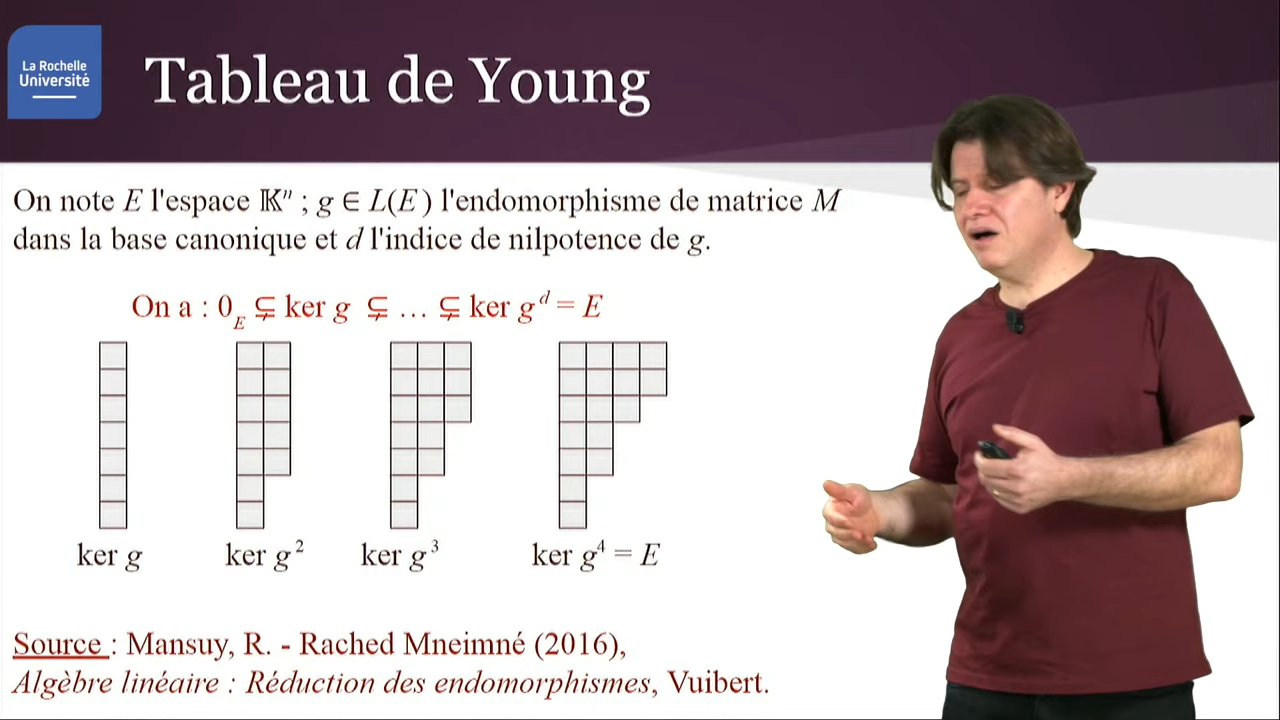 La Rochelle
Université
Tableau de Young
On note E l'espace 𝕂ⁿ ; g ∈ L(E) l'endomorphisme de matrice M
dans la base canonique et d l'indice de nilpotence de g.
On a : 0_E ⊊ ker g ⊊ … ⊊ ker g^d = E
ker g
ker g²
ker g³
ker g⁴ = E
Source : Mansuy, R. - Rached Mneimné (2016),
Algèbre linéaire : Réduction des endomorphismes, Vuibert.